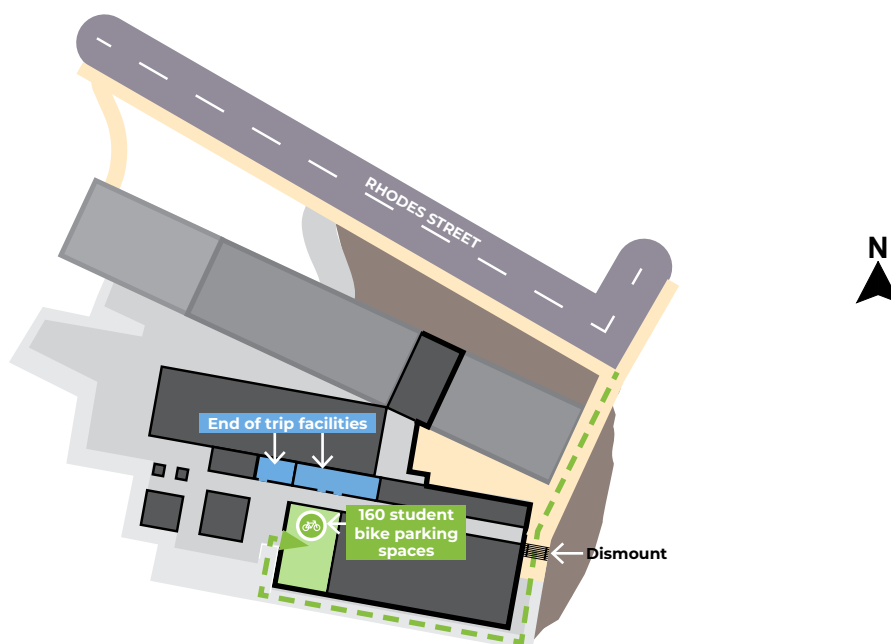 RHODES STREET
N
End of trip facilities
160 student
bike parking
spaces
Dismount